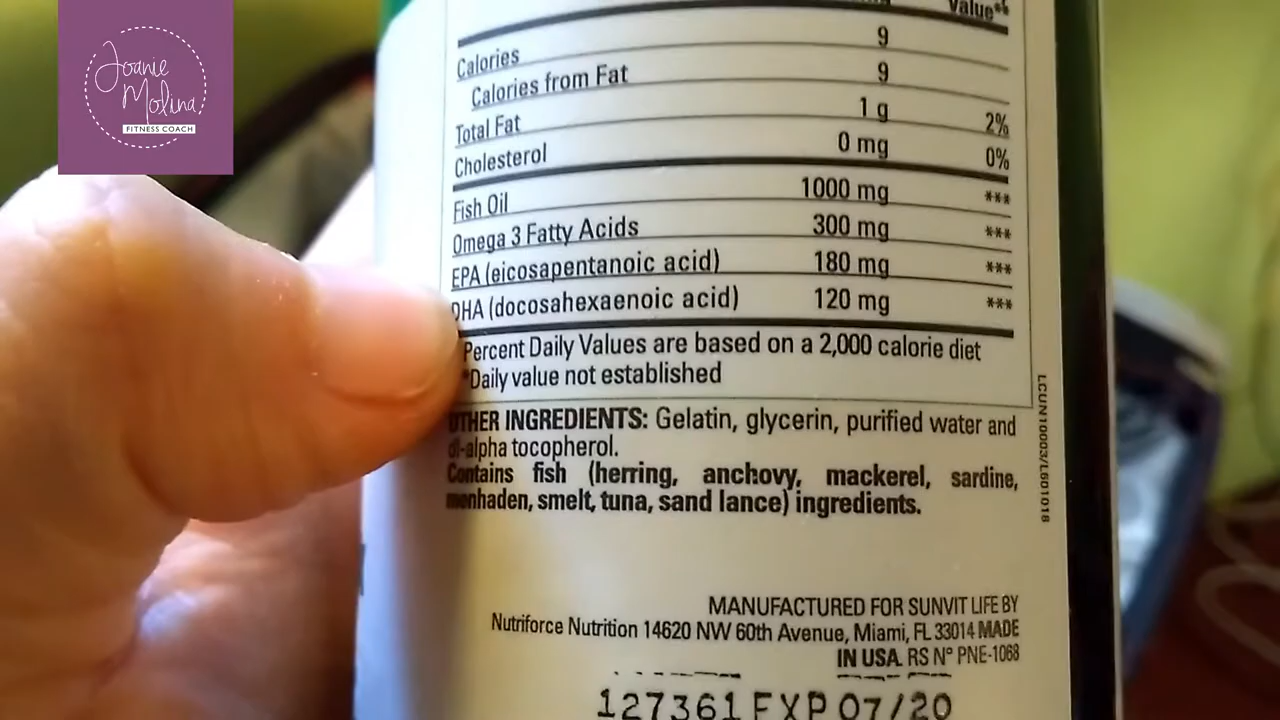 Joanie
Molina
FITNESS COACH
Value**
Calories 9
Calories from Fat 9
Total Fat 1 g 2%
Cholesterol 0 mg 0%
Fish Oil 1000 mg ***
Omega 3 Fatty Acids 300 mg ***
EPA (eicosapentanoic acid) 180 mg ***
DHA (docosahexaenoic acid) 120 mg ***
Percent Daily Values are based on a 2,000 calorie diet
*Daily value not established
OTHER INGREDIENTS: Gelatin, glycerin, purified water and
dl-alpha tocopherol.
Contains fish (herring, anchovy, mackerel, sardine,
menhaden, smelt, tuna, sand lance) ingredients.
LCUN10003/L601018
MANUFACTURED FOR SUNVIT LIFE BY
Nutriforce Nutrition 14620 NW 60th Avenue, Miami, FL 33014 MADE
IN USA. RS Nº PNE-1068
127361 EXP 07/20